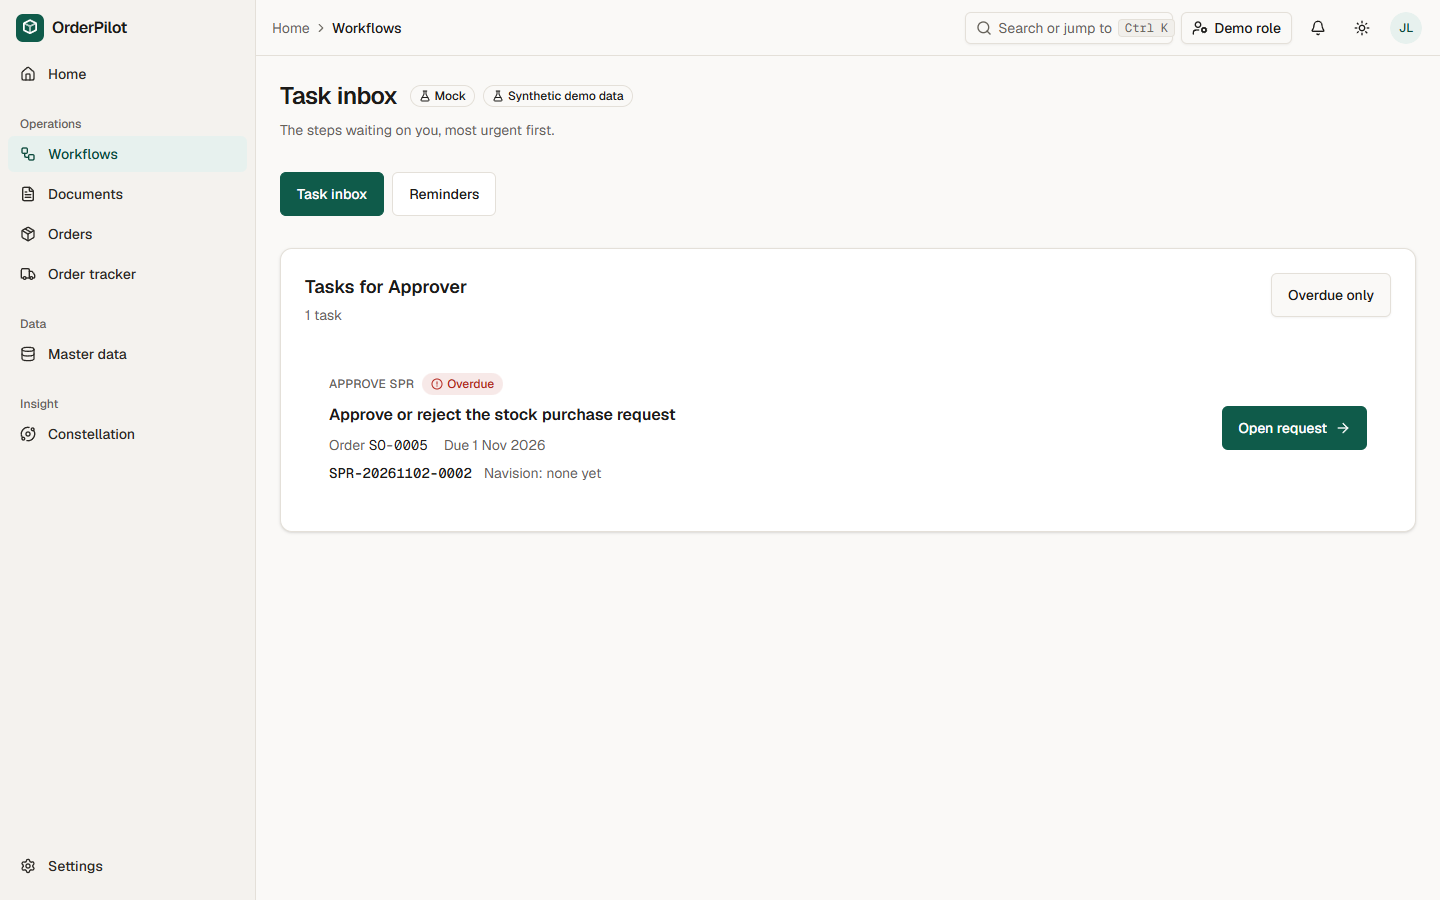 OrderPilot
Home > Workflows
Search or jump to Ctrl K
Demo role
JL
Home
Operations
Workflows
Documents
Orders
Order tracker
Data
Master data
Insight
Constellation
Settings
Task inbox Mock Synthetic demo data
The steps waiting on you, most urgent first.
Task inbox Reminders
Tasks for Approver
1 task
Overdue only
APPROVE SPR Overdue
Approve or reject the stock purchase request
Order SO-0005 Due 1 Nov 2026
SPR-20261102-0002 Navision: none yet
Open request